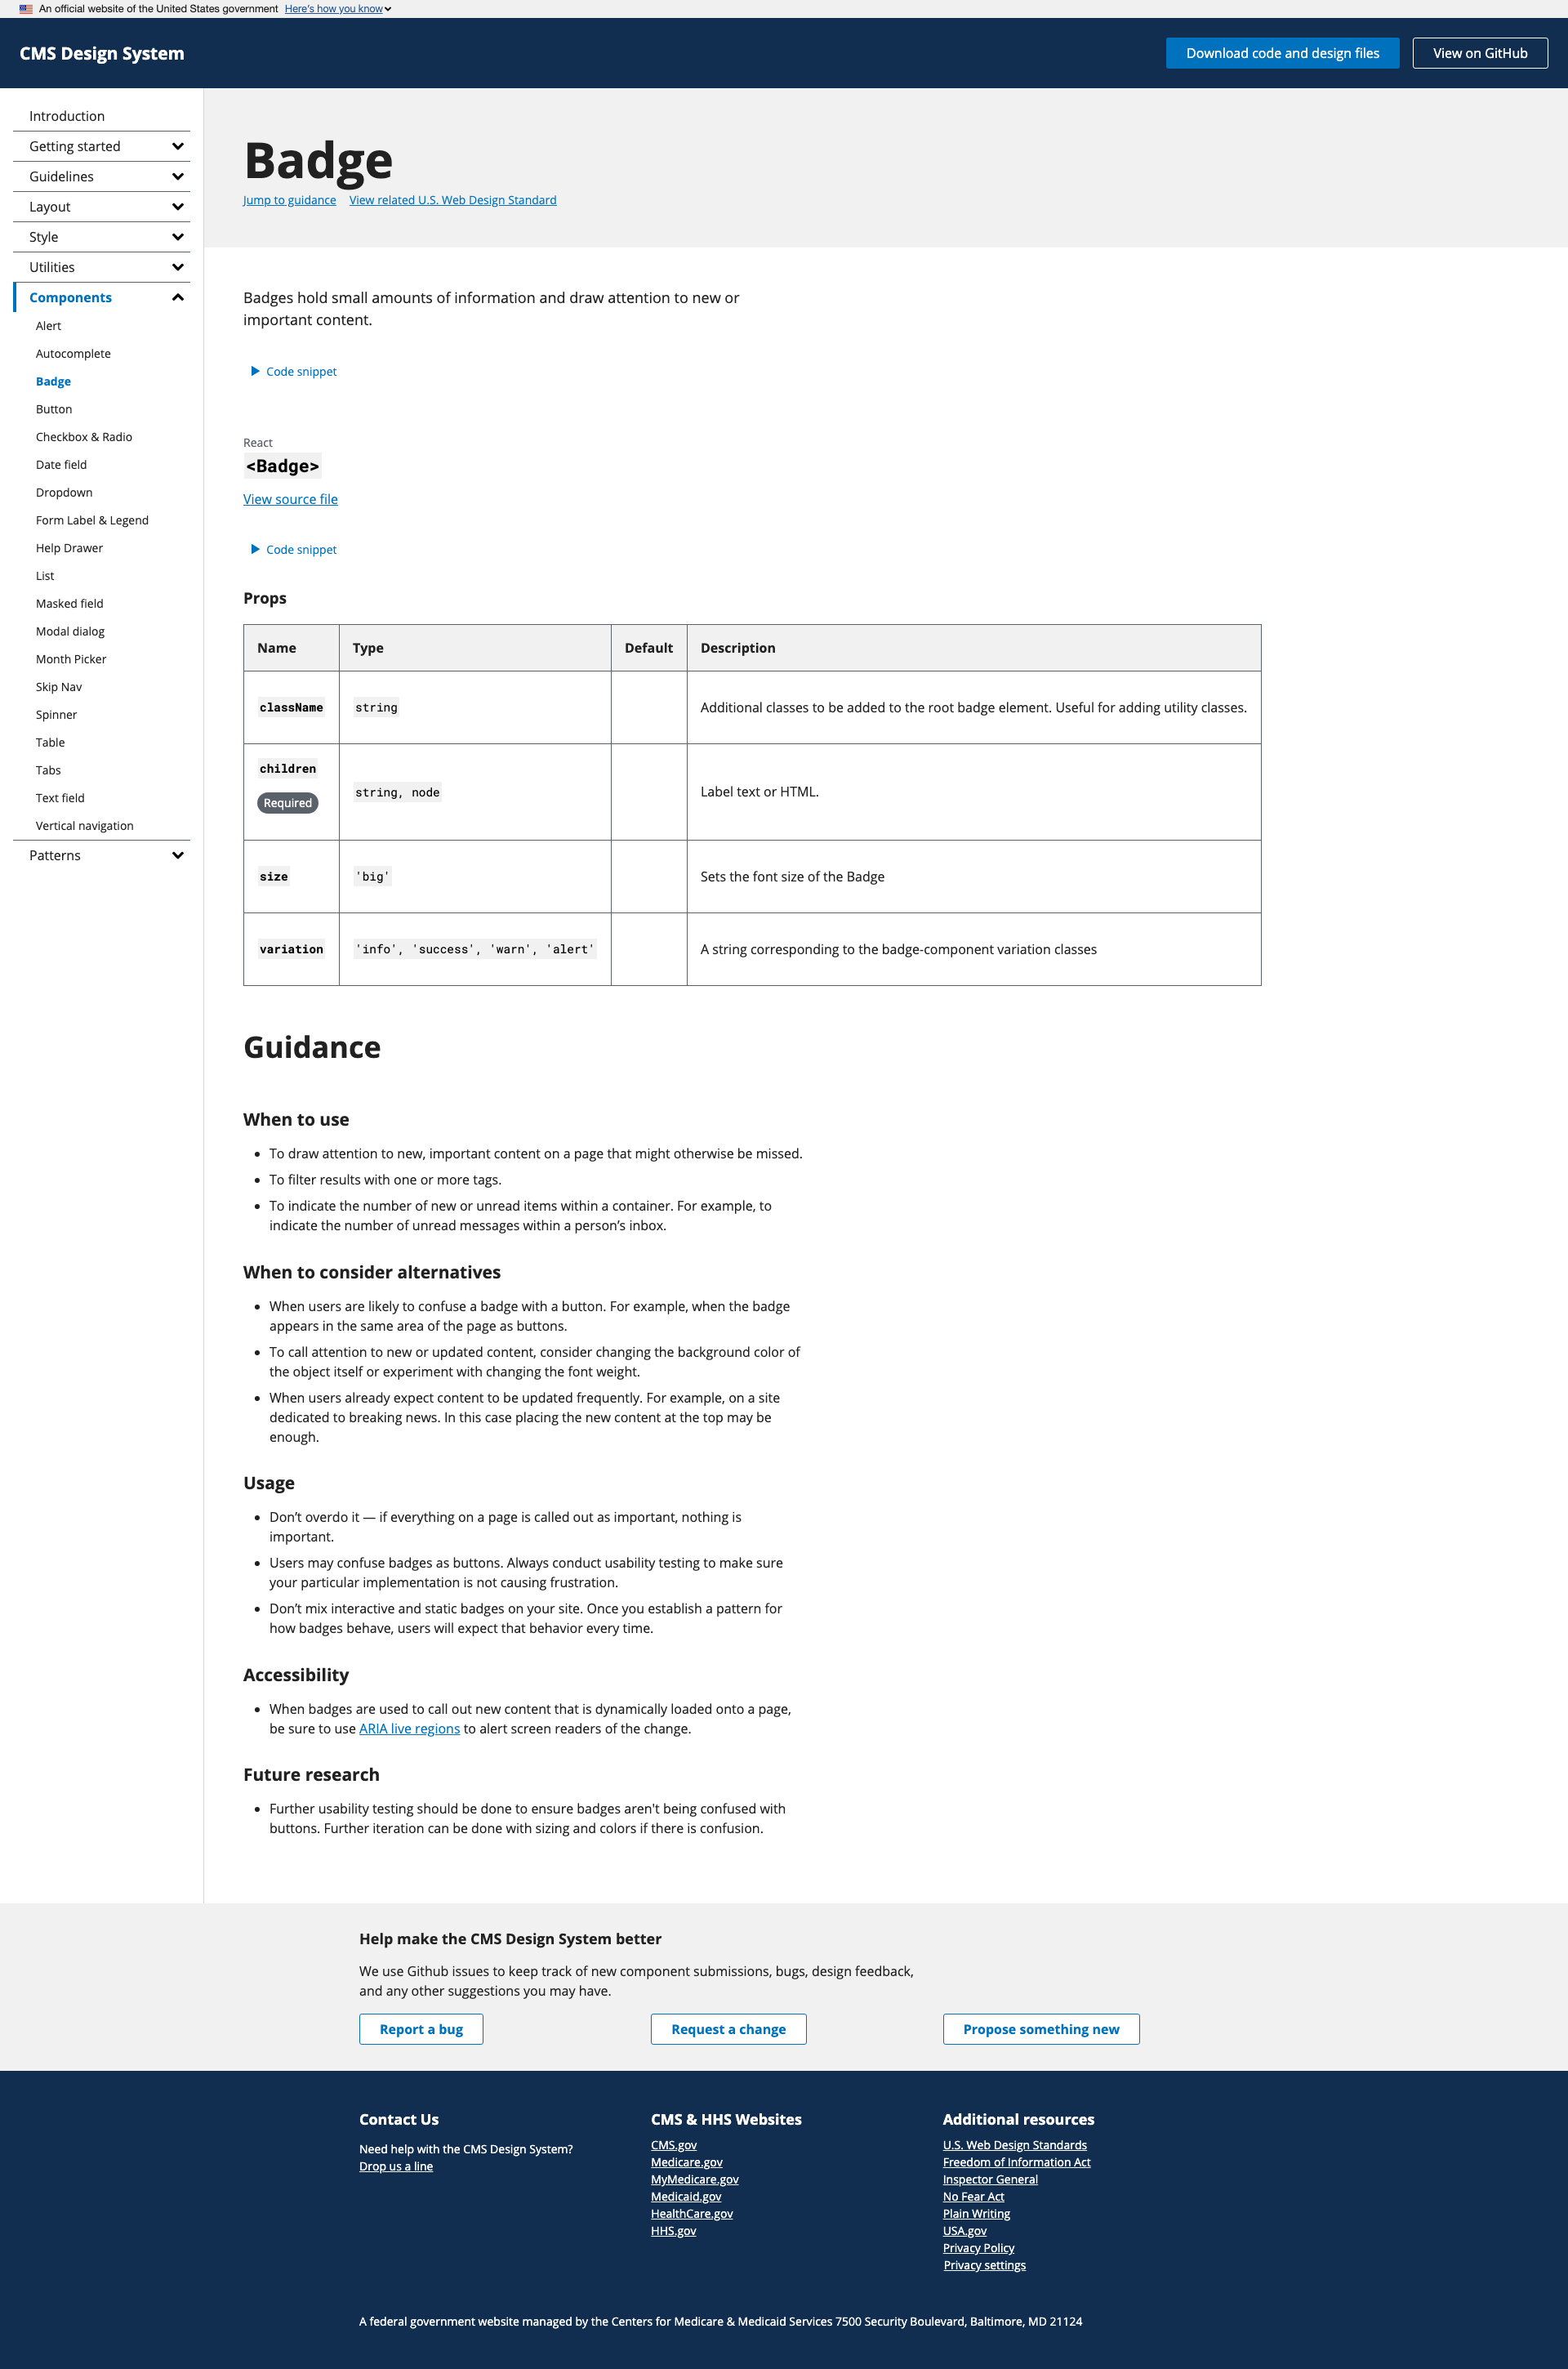 An official website of the United States government Here's how you know
CMS Design System
Download code and design files
View on GitHub
Introduction
Getting started
Guidelines
Layout
Style
Utilities
Components
Alert
Autocomplete
Badge
Button
Checkbox & Radio
Date field
Dropdown
Form Label & Legend
Help Drawer
List
Masked field
Modal dialog
Month Picker
Skip Nav
Spinner
Table
Tabs
Text field
Vertical navigation
Patterns
Badge
Jump to guidance View related U.S. Web Design Standard
Badges hold small amounts of information and draw attention to new or
important content.
Code snippet
React
<Badge>
View source file
Code snippet
Props
Name Type Default Description
className string Additional classes to be added to the root badge element. Useful for adding utility classes.
children
Required
string, node Label text or HTML.
size 'big' Sets the font size of the Badge
variation 'info', 'success', 'warn', 'alert' A string corresponding to the badge-component variation classes
Guidance
When to use
• To draw attention to new, important content on a page that might otherwise be missed.
• To filter results with one or more tags.
• To indicate the number of new or unread items within a container. For example, to
indicate the number of unread messages within a person’s inbox.
When to consider alternatives
• When users are likely to confuse a badge with a button. For example, when the badge
appears in the same area of the page as buttons.
• To call attention to new or updated content, consider changing the background color of
the object itself or experiment with changing the font weight.
• When users already expect content to be updated frequently. For example, on a site
dedicated to breaking news. In this case placing the new content at the top may be
enough.
Usage
• Don’t overdo it — if everything on a page is called out as important, nothing is
important.
• Users may confuse badges as buttons. Always conduct usability testing to make sure
your particular implementation is not causing frustration.
• Don’t mix interactive and static badges on your site. Once you establish a pattern for
how badges behave, users will expect that behavior every time.
Accessibility
• When badges are used to call out new content that is dynamically loaded onto a page,
be sure to use ARIA live regions to alert screen readers of the change.
Future research
• Further usability testing should be done to ensure badges aren't being confused with
buttons. Further iteration can be done with sizing and colors if there is confusion.
Help make the CMS Design System better
We use Github issues to keep track of new component submissions, bugs, design feedback,
and any other suggestions you may have.
Report a bug
Request a change
Propose something new
Contact Us
Need help with the CMS Design System?
Drop us a line
CMS & HHS Websites
CMS.gov
Medicare.gov
MyMedicare.gov
Medicaid.gov
HealthCare.gov
HHS.gov
Additional resources
U.S. Web Design Standards
Freedom of Information Act
Inspector General
No Fear Act
Plain Writing
USA.gov
Privacy Policy
Privacy settings
A federal government website managed by the Centers for Medicare & Medicaid Services 7500 Security Boulevard, Baltimore, MD 21124